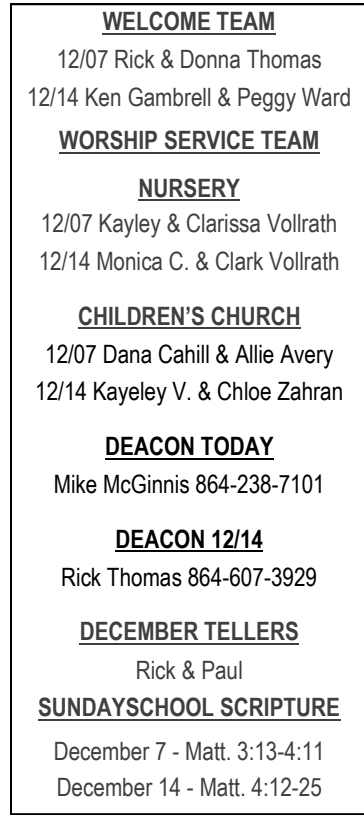 WELCOME TEAM
12/07 Rick & Donna Thomas
12/14 Ken Gambrell & Peggy Ward
WORSHIP SERVICE TEAM
NURSERY
12/07 Kayley & Clarissa Vollrath
12/14 Monica C. & Clark Vollrath
CHILDREN’S CHURCH
12/07 Dana Cahill & Allie Avery
12/14 Kayeley V. & Chloe Zahran
DEACON TODAY
Mike McGinnis 864-238-7101
DEACON 12/14
Rick Thomas 864-607-3929
DECEMBER TELLERS
Rick & Paul
SUNDAYSCHOOL SCRIPTURE
December 7 - Matt. 3:13-4:11
December 14 - Matt. 4:12-25